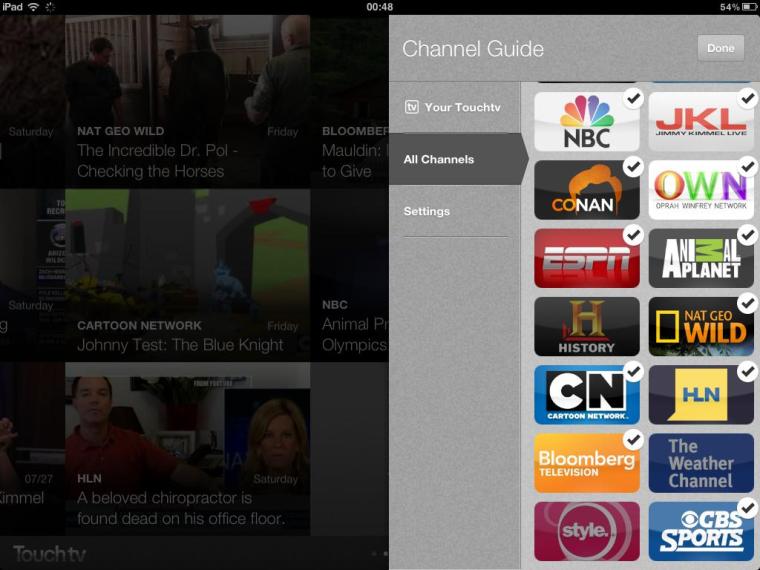 iPad
00:48
54%
Saturday
NAT GEO WILD
Friday
The Incredible Dr. Pol -
Checking the Horses
BLOOMBER
Mauldin: I
to Give
Saturday
g
CARTOON NETWORK
Friday
Johnny Test: The Blue Knight
NBC
Animal Pr
Olympics
FROM YOUTUBE
07/27
Kimmel
HLN
Saturday
A beloved chiropractor is
found dead on his office floor.
Touchtv
Channel Guide
Done
tv Your Touchtv
All Channels
Settings
NBC
JKL
JIMMY KIMMEL LIVE
CONAN
OWN
OPRAH WINFREY NETWORK
ESPN
ANIMAL
PLANET
H
HISTORY
NAT GEO
WILD
CN
CARTOON NETWORK
HLN
Bloomberg
TELEVISION
The
Weather
Channel
style.
CBS
SPORTS